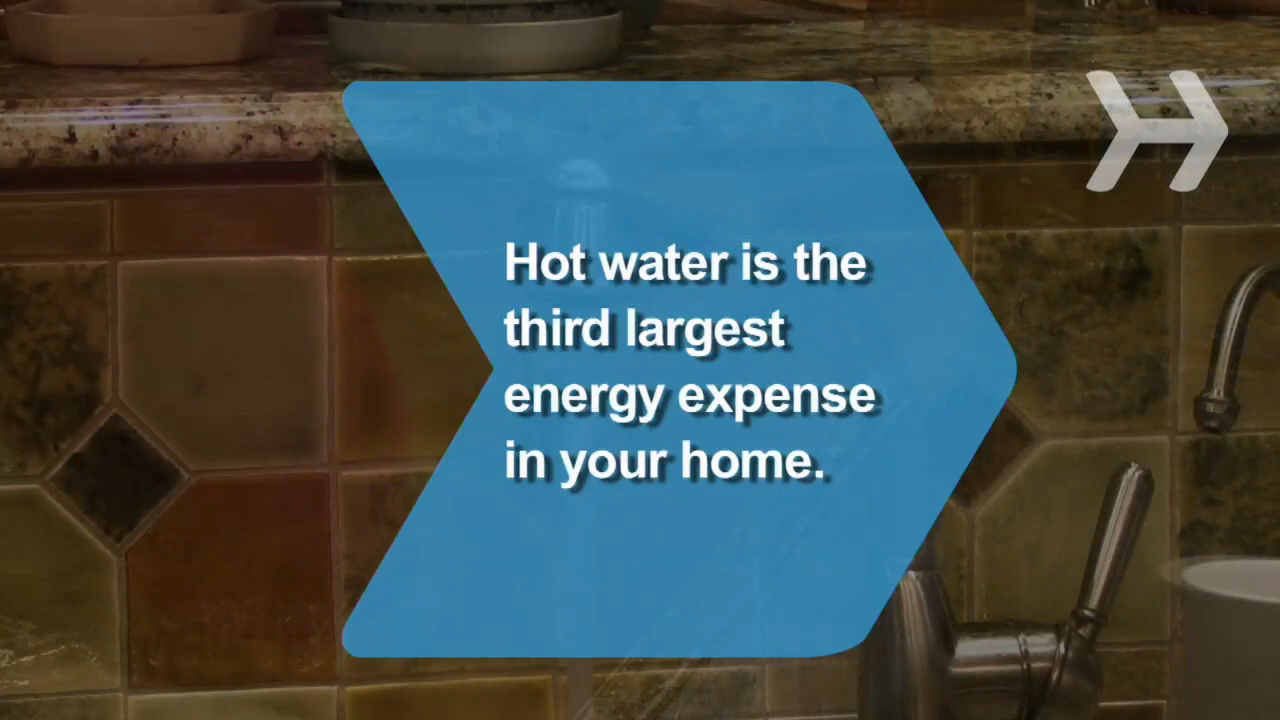 Hot water is the
third largest
energy expense
in your home.